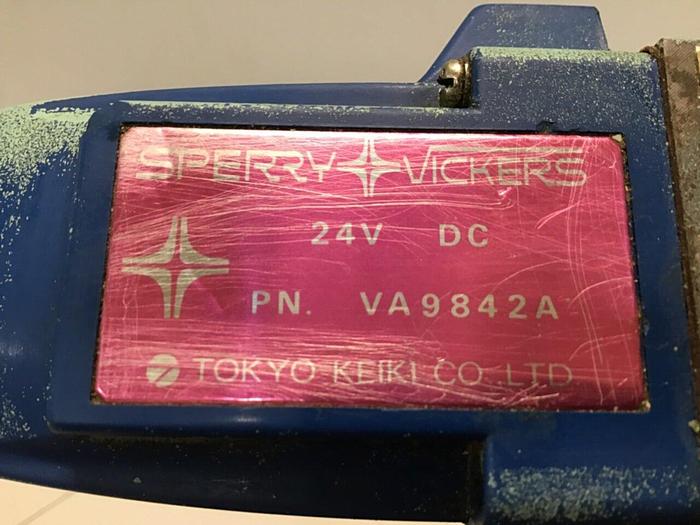 SPERRY VICKERS
24V DC
PN. VA9842A
TOKYO KEIKI CO.,LTD.